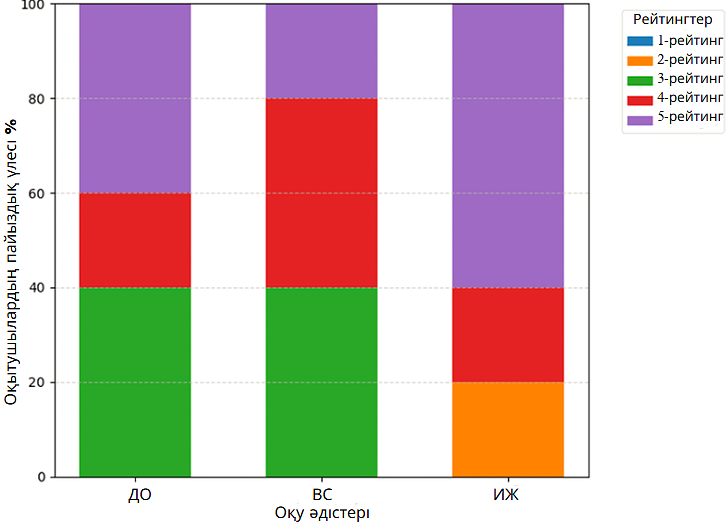 Оқытушылардың пайыздық үлесі %
100
80
60
40
20
0
ДО
ВС
ИЖ
Оқу әдістері
Рейтингтер
1-рейтинг
2-рейтинг
3-рейтинг
4-рейтинг
5-рейтинг